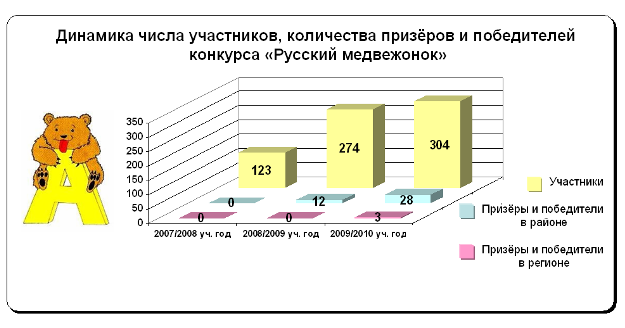 Динамика числа участников, количества призёров и победителей
конкурса «Русский медвежонок»
350
300
250
200
150
100
50
0
123
274
304
0
12
28
0
0
3
2007/2008 уч. год
2008/2009 уч. год
2009/2010 уч. год
Участники
Призёры и победители
в районе
Призёры и победители
в регионе
А